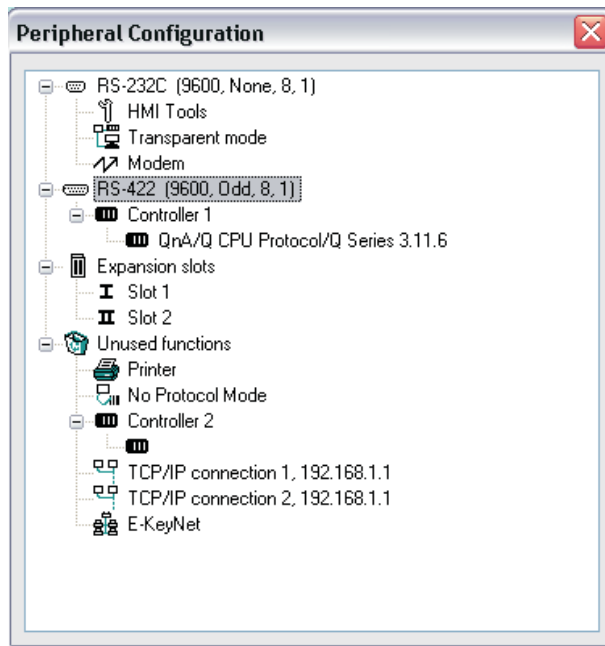 Peripheral Configuration
RS-232C (9600, None, 8, 1)
HMI Tools
Transparent mode
Modem
RS-422 (9600, Odd, 8, 1)
Controller 1
QnA/Q CPU Protocol/Q Series 3.11.6
Expansion slots
Slot 1
Slot 2
Unused functions
Printer
No Protocol Mode
Controller 2
TCP/IP connection 1, 192.168.1.1
TCP/IP connection 2, 192.168.1.1
E-KeyNet